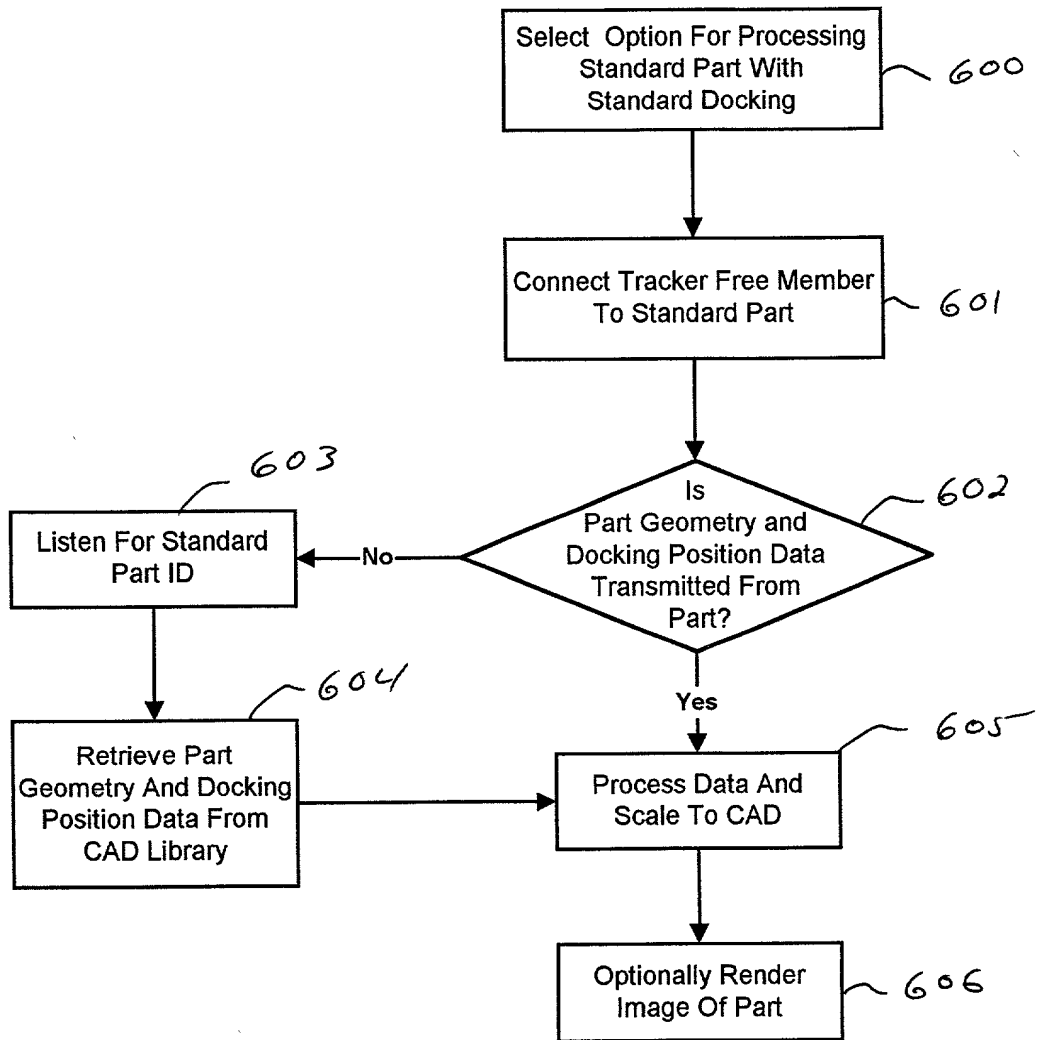 Select Option For Processing
Standard Part With
Standard Docking
600
Connect Tracker Free Member
To Standard Part
601
Is
Part Geometry and
Docking Position Data
Transmitted From
Part?
602
No
603
Listen For Standard
Part ID
604
Retrieve Part
Geometry And Docking
Position Data From
CAD Library
Yes
605
Process Data And
Scale To CAD
Optionally Render
Image Of Part
606